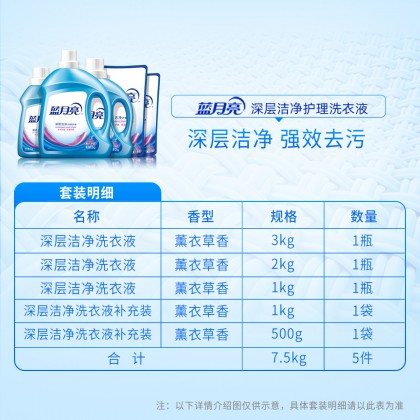 蓝月亮
蓝月亮 深层洁净护理洗衣液
深层洁净 强效去污
套装明细
名称 香型 规格 数量
深层洁净洗衣液 薰衣草香 3kg 1瓶
深层洁净洗衣液 薰衣草香 2kg 1瓶
深层洁净洗衣液 薰衣草香 1kg 1瓶
深层洁净洗衣液补充装 薰衣草香 1kg 1袋
深层洁净洗衣液补充装 薰衣草香 500g 1袋
合 计 7.5kg 5件
注：以下详情介绍图仅供示意，具体套装明细请以此表为准